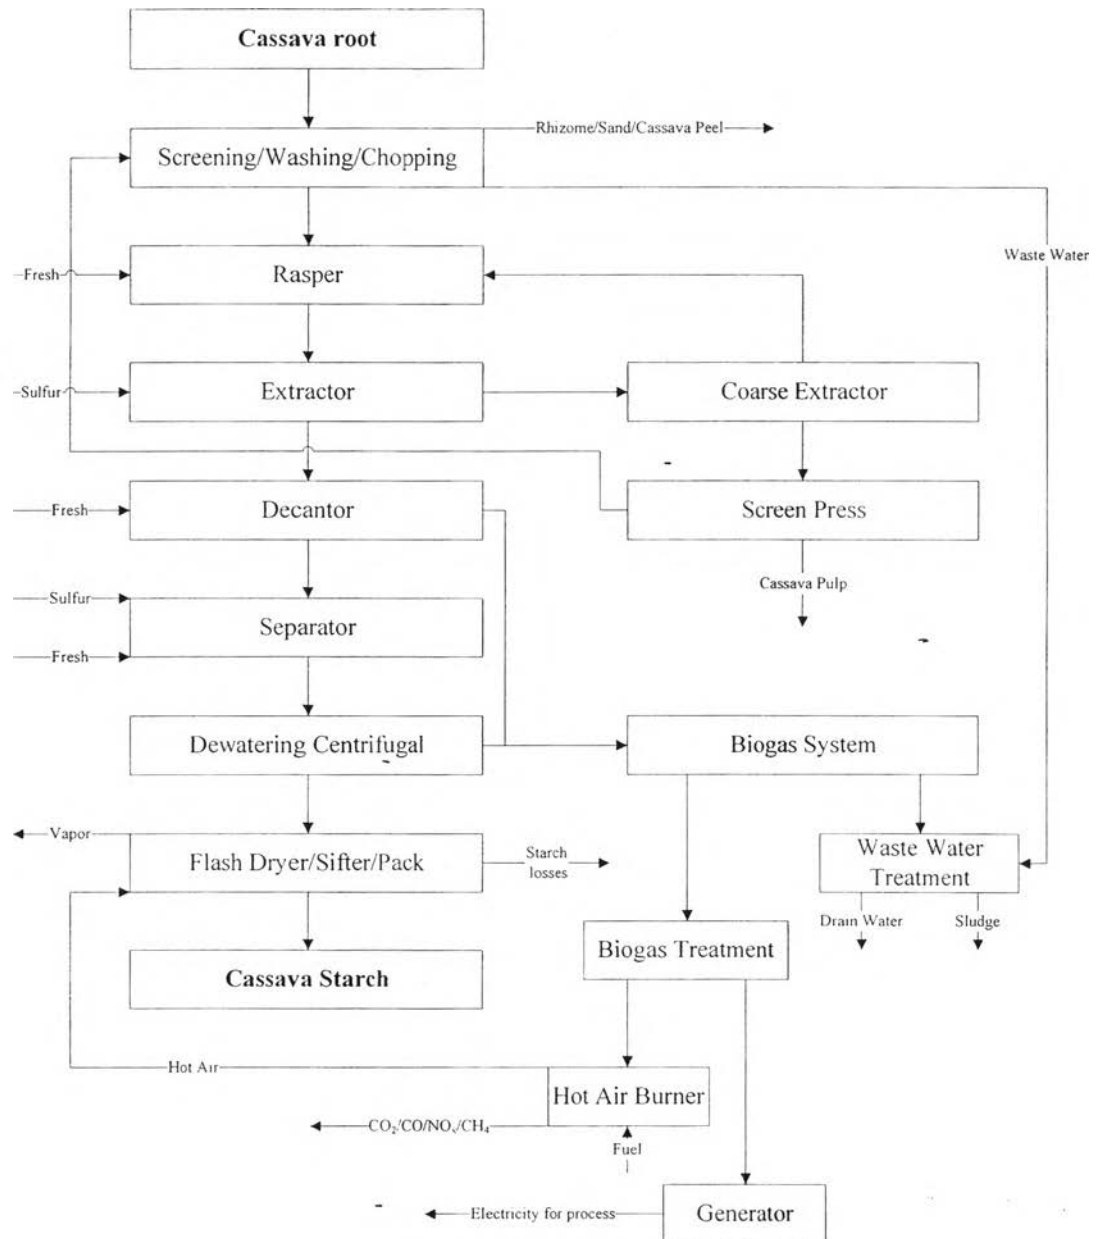 Cassava root
Rhizome/Sand/Cassava Peel
Screening/Washing/Chopping
Waste Water
Fresh
Rasper
Sulfur
Extractor
Coarse Extractor
Fresh
Decantor
Screen Press
Cassava Pulp
Sulfur
Separator
Fresh
Dewatering Centrifugal
Biogas System
Vapor
Flash Dryer/Sifter/Pack
Starch
losses
Waste Water
Treatment
Drain Water
Sludge
Biogas Treatment
Cassava Starch
Hot Air
Hot Air Burner
CO₂/CO/NOₓ/CH₄
Fuel
Electricity for process
Generator